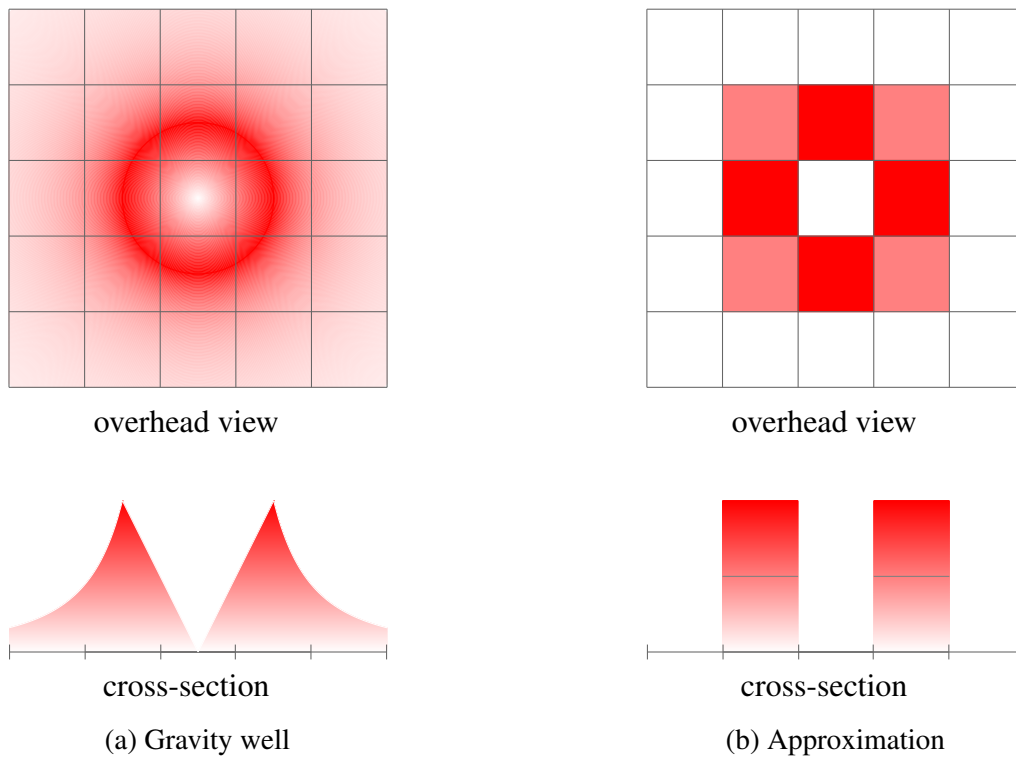 overhead view
cross-section
(a) Gravity well
overhead view
cross-section
(b) Approximation